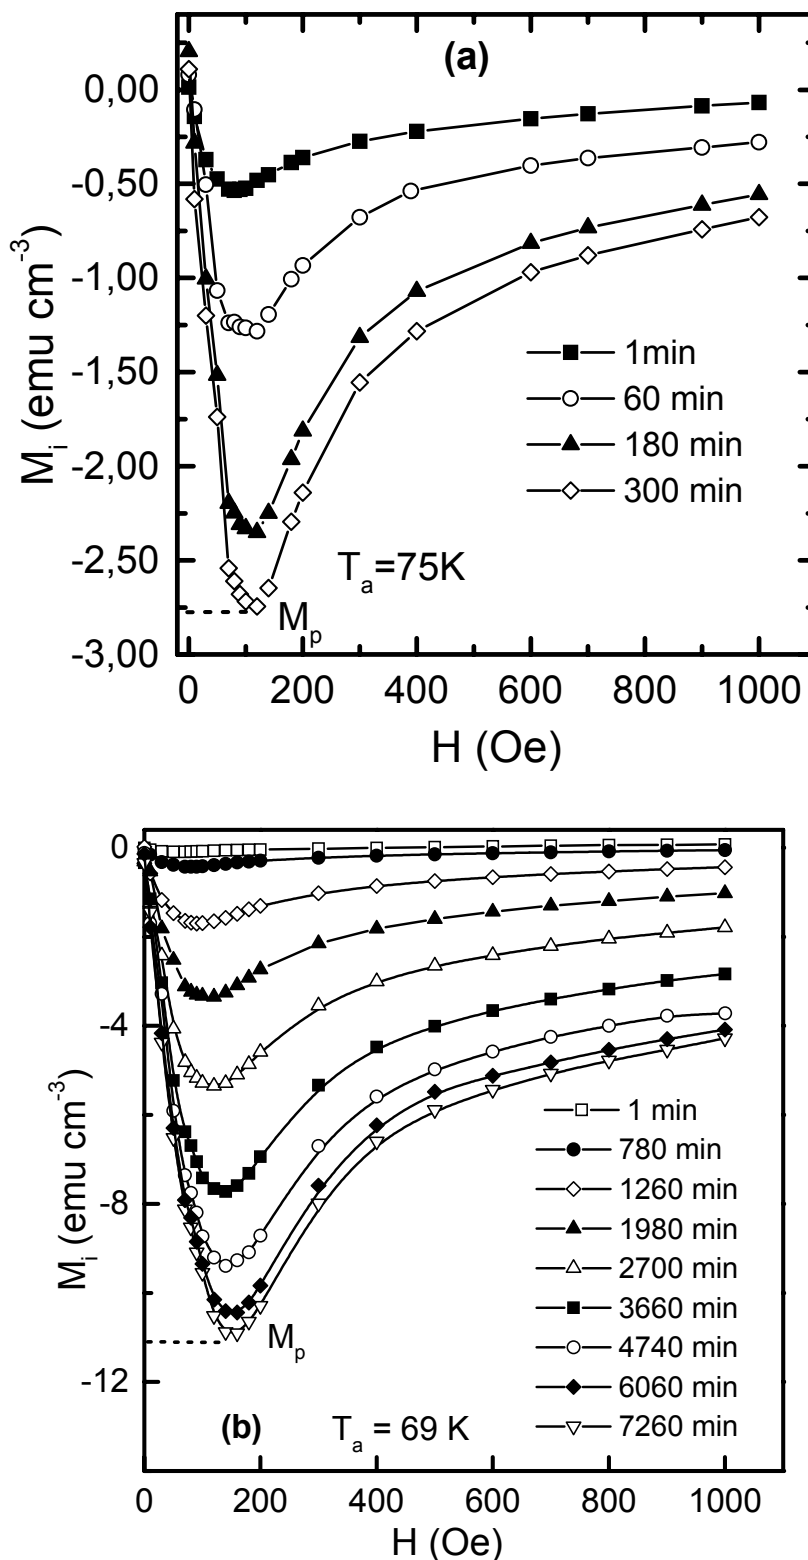 (a)
0,00
-0,50
-1,00
-1,50
-2,00
-2,50
-3,00
M_i (emu cm^-3)
1min
60 min
180 min
300 min
T_a=75K
M_p
0 200 400 600 800 1000
H (Oe)
0
-4
-8
-12
M_i (emu cm^-3)
1 min
780 min
1260 min
1980 min
2700 min
3660 min
4740 min
6060 min
7260 min
M_p
(b) T_a = 69 K
0 200 400 600 800 1000
H (Oe)